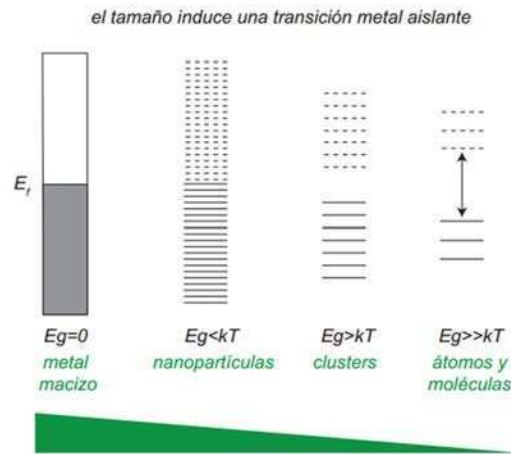 el tamaño induce una transición metal aislante
E_f
Eg=0 Eg<kT Eg>kT Eg>>kT
metal macizo nanopartículas clusters átomos y moléculas